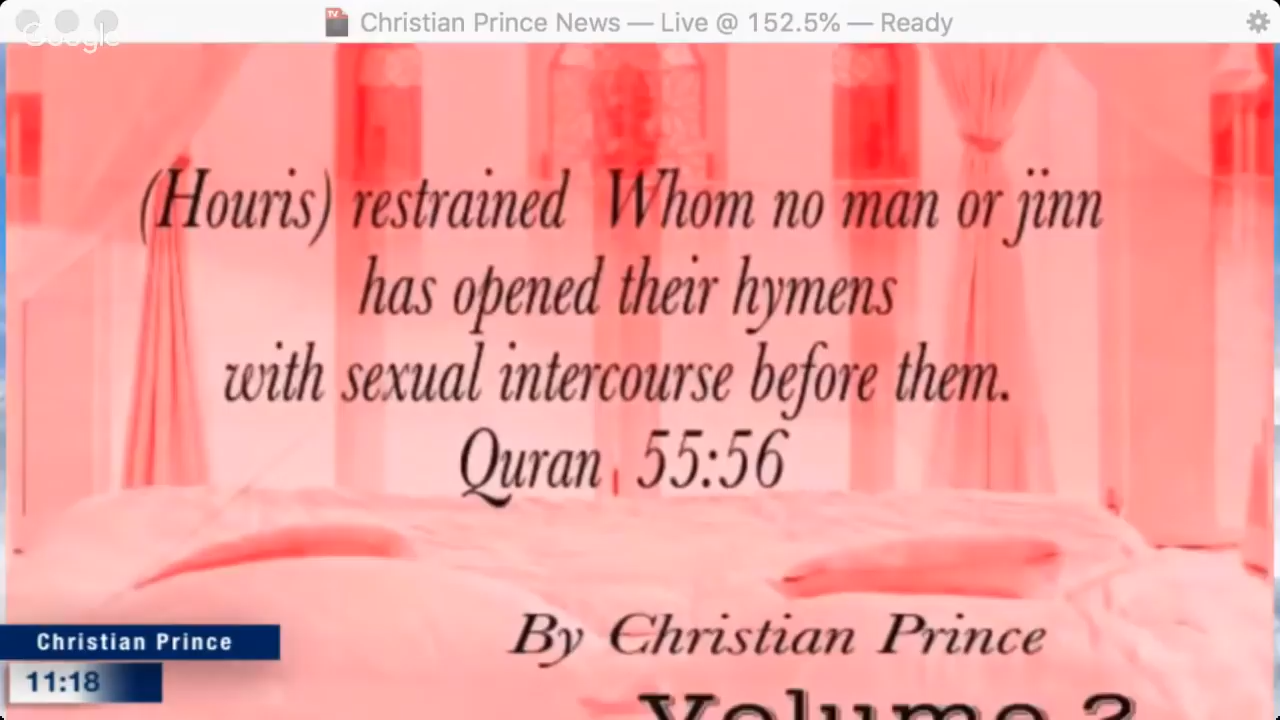 Christian Prince News — Live @ 152.5% — Ready
Google
(Houris) restrained Whom no man or jinn
has opened their hymens
with sexual intercourse before them.
Quran 55:56
By Christian Prince
Christian Prince
11:18